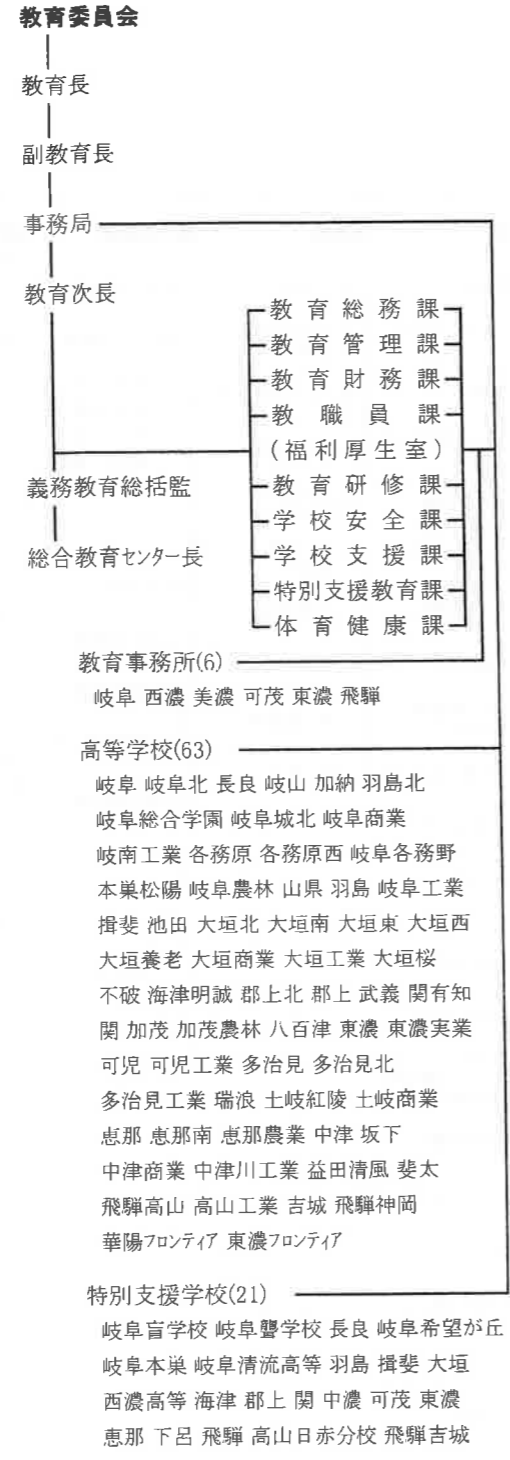 教育委員会
教育長
副教育長
事務局
教育次長
教育総務課
教育管理課
教育財務課
教職員課
(福利厚生室)
教育研修課
学校安全課
学校支援課
特別支援教育課
体育健康課
義務教育総括監
総合教育センター長
教育事務所(6)
岐阜 西濃 美濃 可茂 東濃 飛騨
高等学校(63)
岐阜 岐阜北 長良 岐山 加納 羽島北
岐阜総合学園 岐阜城北 岐阜商業
岐南工業 各務原 各務原西 岐阜各務野
本巣松陽 岐阜農林 山県 羽島 岐阜工業
揖斐 池田 大垣北 大垣南 大垣東 大垣西
大垣養老 大垣商業 大垣工業 大垣桜
不破 海津明誠 郡上北 郡上 武義 関有知
関 加茂 加茂農林 八百津 東濃 東濃実業
可児 可児工業 多治見 多治見北
多治見工業 瑞浪 土岐紅陵 土岐商業
恵那 恵那南 恵那農業 中津 坂下
中津商業 中津川工業 益田清風 斐太
飛騨高山 高山工業 吉城 飛騨神岡
華陽フロンティア 東濃フロンティア
特別支援学校(21)
岐阜盲学校 岐阜聾学校 長良 岐阜希望が丘
岐阜本巣 岐阜清流高等 羽島 揖斐 大垣
西濃高等 海津 郡上 関 中濃 可茂 東濃
恵那 下呂 飛騨 高山日赤分校 飛騨吉城